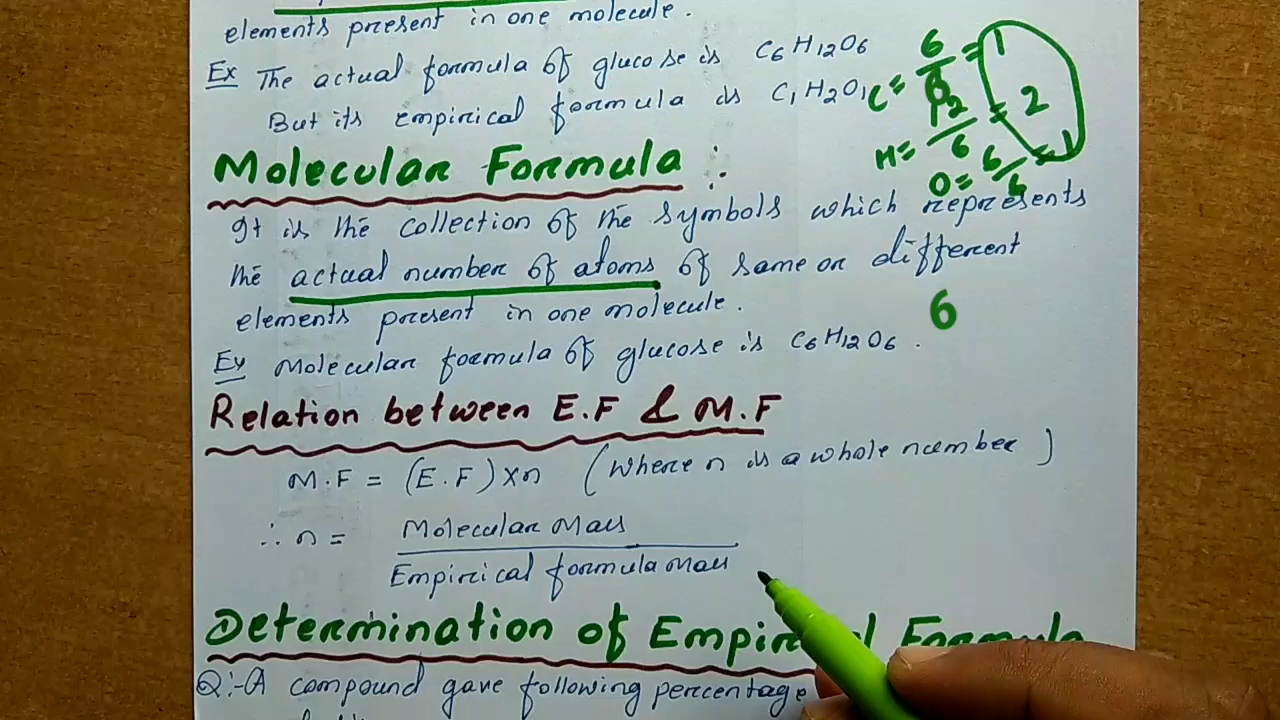 elements present in one molecule.
Ex The actual formula of glucose is C6H12O6
But its empirical formula is C1H2O1
C = 6/6 = 1
H = 12/6 = 2
O = 6/6 = 1
Molecular Formula :
It is the collection of the symbols which represents
the actual number of atoms of same or different
elements present in one molecule.
6
Ex Molecular formula of glucose is C6H12O6 .
Relation between E.F & M.F
M.F = (E.F) x n (Where n is a whole number)
∴ n = Molecular Mass
Empirical formula Mass
Determination of Empirical Formula
Q:- A compound gave following percentage